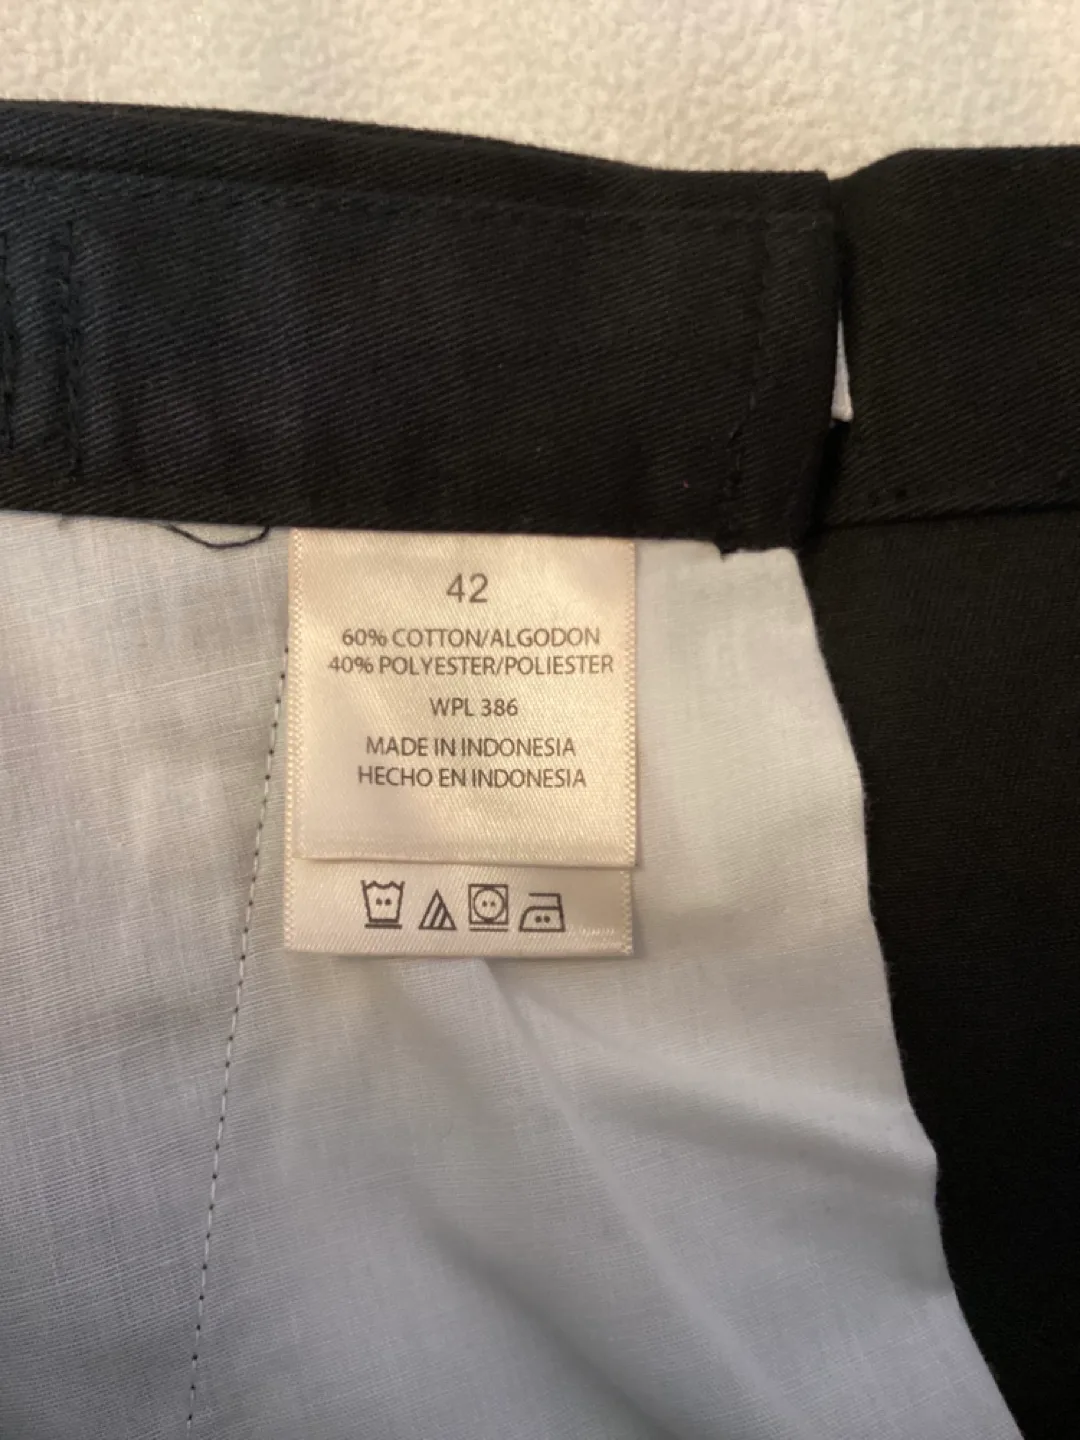 42
60% COTTON/ALGODON
40% POLYESTER/POLIESTER
WPL 386
MADE IN INDONESIA
HECHO EN INDONESIA